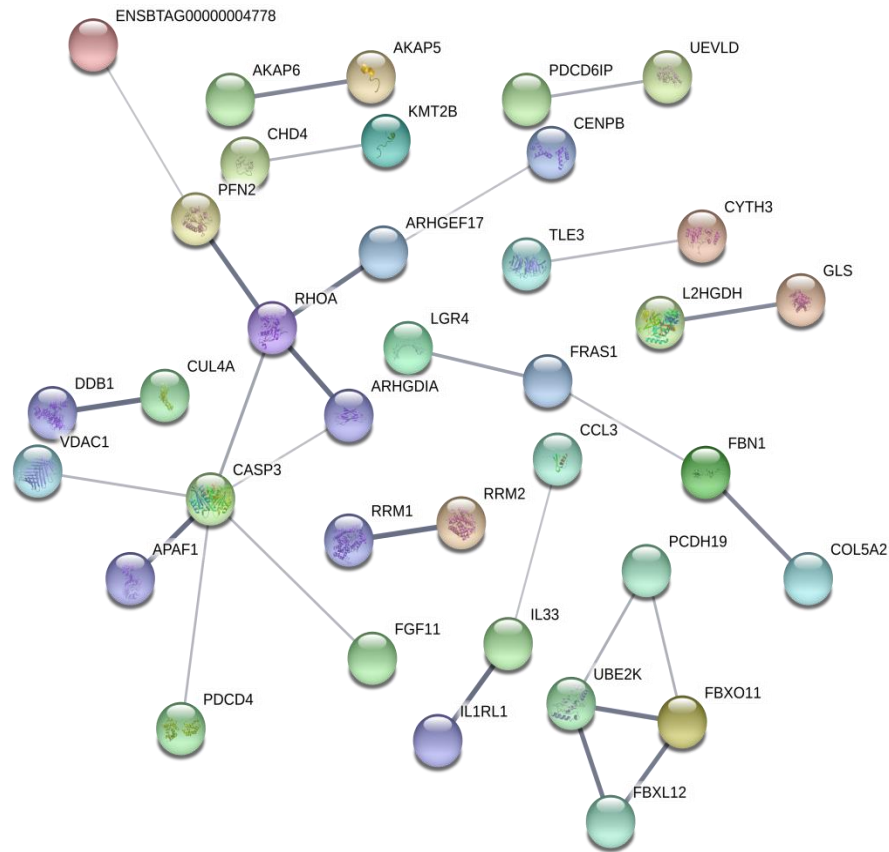 ENSBTAG00000004778
AKAP6
AKAP5
PDCD6IP
UEVLD
CHD4
KMT2B
CENPB
PFN2
ARHGEF17
TLE3
CYTH3
RHOA
L2HGDH
GLS
LGR4
FRAS1
DDB1
CUL4A
ARHGDIA
VDAC1
CASP3
CCL3
FBN1
RRM1
RRM2
APAF1
COL5A2
PCDH19
FGF11
IL33
UBE2K
FBXO11
PDCD4
IL1RL1
FBXL12